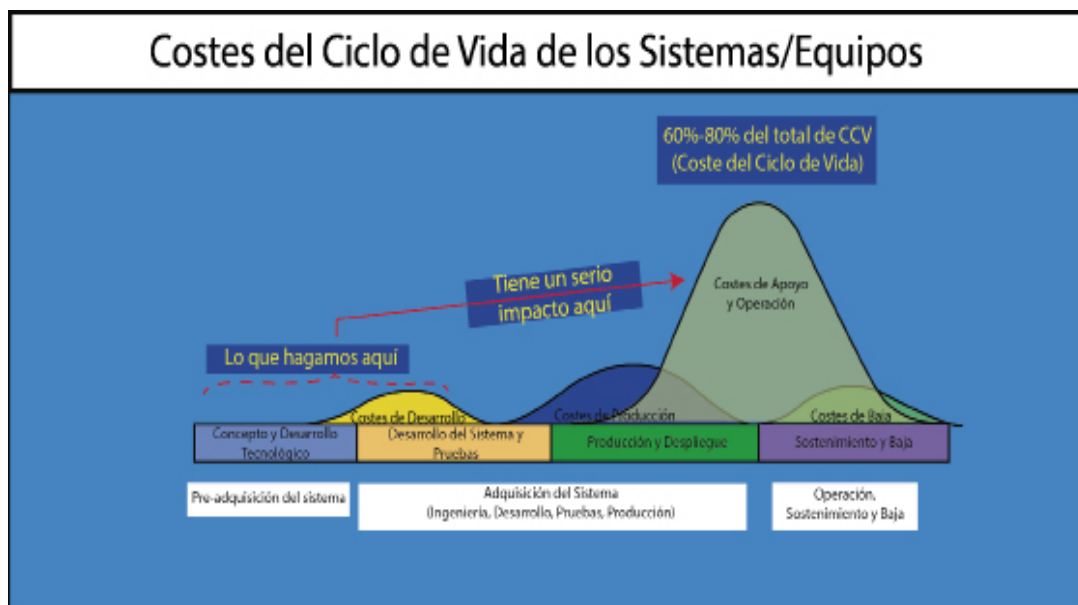 Costes del Ciclo de Vida de los Sistemas/Equipos
60%-80% del total de CCV
(Coste del Ciclo de Vida)
Tiene un serio
impacto aquí
Costes de Apoyo
y Operación
Lo que hagamos aquí
Costes de Desarrollo
Costes de Producción
Costes de Baja
Concepto y Desarrollo
Tecnológico
Desarrollo del Sistema y
Pruebas
Producción y Despliegue
Sostenimiento y Baja
Pre-adquisición del sistema
Adquisición del Sistema
(Ingeniería, Desarrollo, Pruebas, Producción)
Operación,
Sostenimiento y Baja